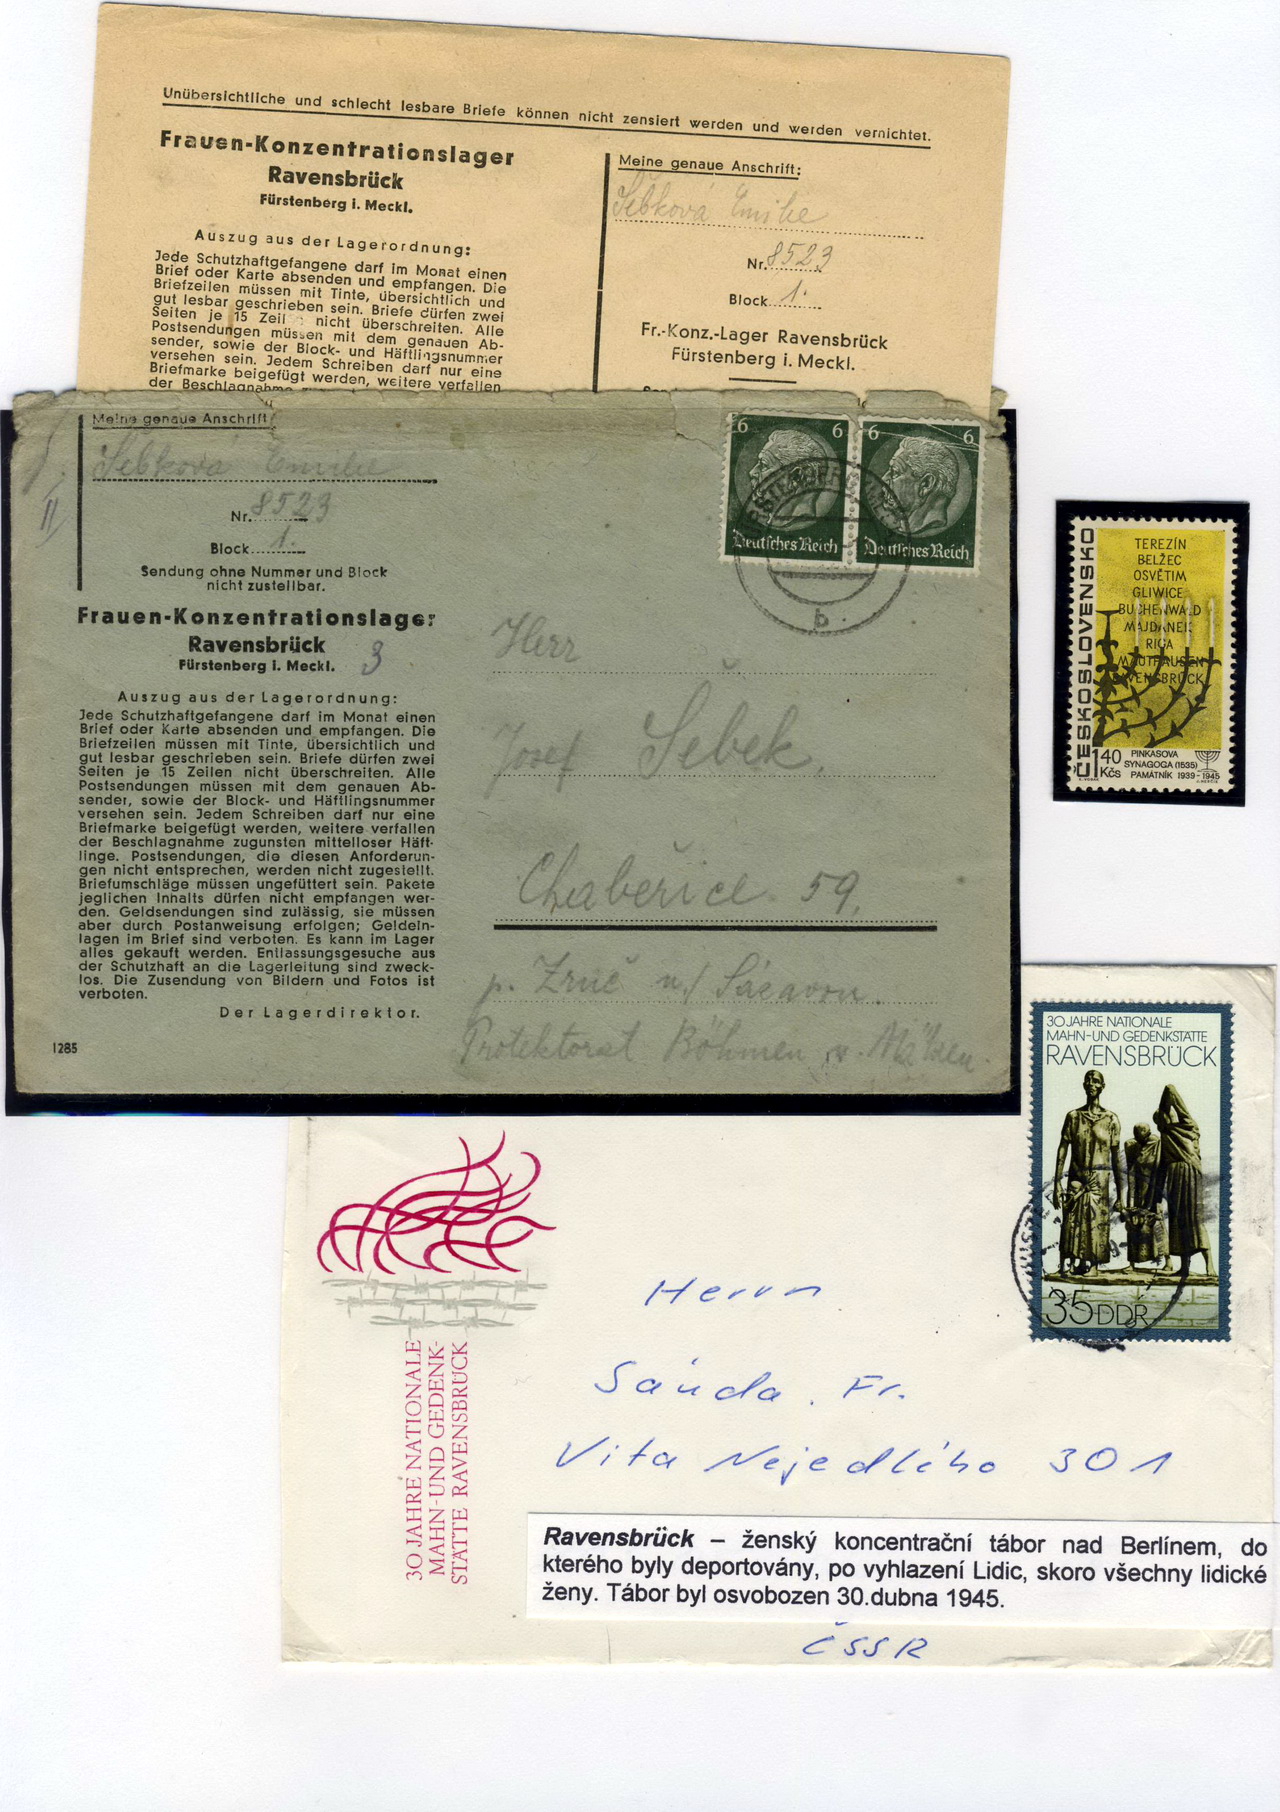 Unübersichtliche und schlecht lesbare Briefe können nicht zensiert werden und werden vernichtet.
Frauen-Konzentrationslager
Ravensbrück
Fürstenberg i. Meckl.
Auszug aus der Lagerordnung:
Jede Schutzhaftgefangene darf im Monat einen
Brief oder Karte absenden und empfangen. Die
Briefzeilen müssen mit Tinte, übersichtlich und
gut lesbar geschrieben sein. Briefe dürfen zwei
Seiten je 15 Zeil nicht überschreiten. Alle
Postsendungen müssen mit dem genauen Ab-
sender, sowie der Block- und Häftlingsnummer
versehen sein. Jedem Schreiben darf nur eine
Briefmarke beigefügt werden, weitere verfallen
der Beschlagnahme
Meine genaue Anschrift:
Šebková Emilie
Nr. 8523
Block 1.
Fr.-Konz.-Lager Ravensbrück
Fürstenberg i. Meckl.
Meine genaue Anschrift
Šebková Emilie
Nr. 8523
Block 1.
Sendung ohne Nummer und Block
nicht zustellbar.
Frauen-Konzentrationslager
Ravensbrück
Fürstenberg i. Meckl. 3
Auszug aus der Lagerordnung:
Jede Schutzhaftgefangene darf im Monat einen
Brief oder Karte absenden und empfangen. Die
Briefzeilen müssen mit Tinte, übersichtlich und
gut lesbar geschrieben sein. Briefe dürfen zwei
Seiten je 15 Zeilen nicht überschreiten. Alle
Postsendungen müssen mit dem genauen Ab-
sender, sowie der Block- und Häftlingsnummer
versehen sein. Jedem Schreiben darf nur eine
Briefmarke beigefügt werden, weitere verfallen
der Beschlagnahme zugunsten mittelloser Häft-
linge. Postsendungen, die diesen Anforderun-
gen nicht entsprechen, werden nicht zugestellt.
Briefumschläge müssen ungefüttert sein. Pakete
jeglichen Inhalts dürfen nicht empfangen wer-
den. Geldsendungen sind zulässig, sie müssen
aber durch Postanweisung erfolgen; Geldein-
lagen im Brief sind verboten. Es kann im Lager
alles gekauft werden. Entlassungsgesuche aus
der Schutzhaft an die Lagerleitung sind zweck-
los. Die Zusendung von Bildern und Fotos ist
verboten.
Der Lagerdirektor.
1285
6 6
Deutsches Reich
6 6
Deutsches Reich
b
Herr
Josef Šebek,
Chabeřice 59,
p. Zruč n/ Sázavou.
Protektorat Böhmen u. Mähren.
ČESKOSLOVENSKO
TEREZÍN
BELŽEC
OSVĚTIM
GLIWICE
BUCHENWALD
MAJDANEK
RIGA
MAUTHAUSEN
RAVENSBRÜCK
1 40 Kčs
PINKASOVA
SYNAGOGA (1535)
PAMÁTNÍK 1939-1945
30 JAHRE NATIONALE
MAHN-UND GEDENKSTÄTTE
RAVENSBRÜCK
35 DDR
30 JAHRE NATIONALE
MAHN-UND GEDENK-
STÄTTE RAVENSBRÜCK
Herrn
Sáňda. Fr.
Vita Nejedlího 301
Ravensbrück – ženský koncentrační tábor nad Berlínem, do
kterého byly deportovány, po vyhlazení Lidic, skoro všechny lidické
ženy. Tábor byl osvobozen 30.dubna 1945.
ČSSR